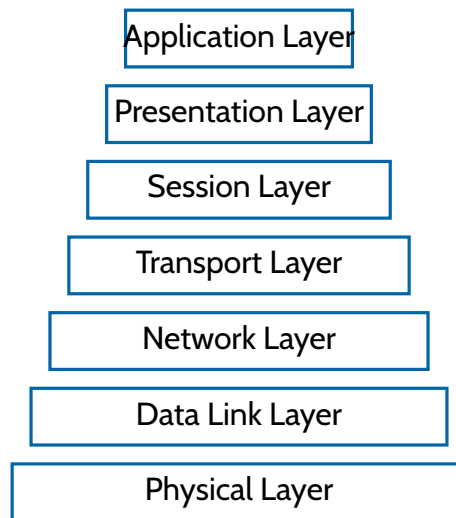 Application Layer
Presentation Layer
Session Layer
Transport Layer
Network Layer
Data Link Layer
Physical Layer